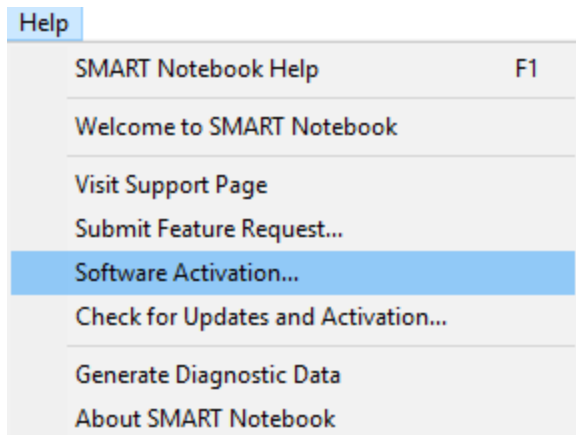 Help
SMART Notebook Help F1
Welcome to SMART Notebook
Visit Support Page
Submit Feature Request...
Software Activation...
Check for Updates and Activation...
Generate Diagnostic Data
About SMART Notebook